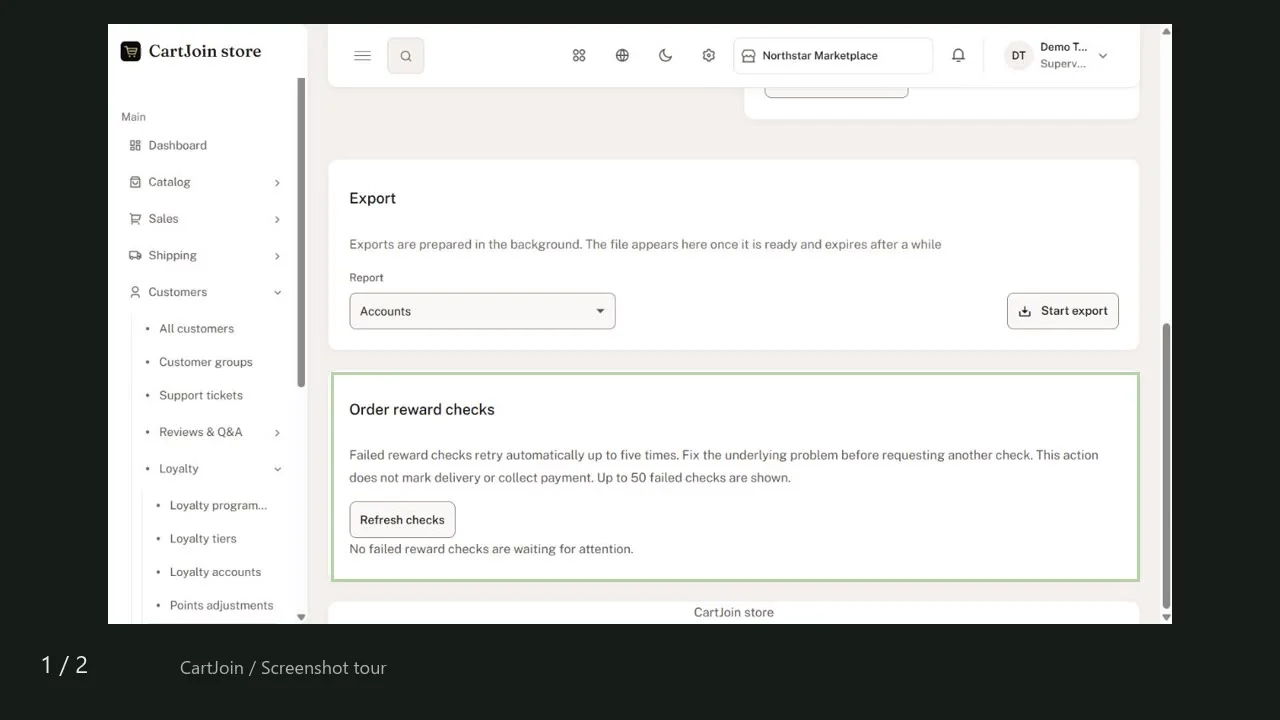 CartJoin store
Main
Dashboard
Catalog
Sales
Shipping
Customers
All customers
Customer groups
Support tickets
Reviews & Q&A
Loyalty
Loyalty program...
Loyalty tiers
Loyalty accounts
Points adjustments
Northstar Marketplace
DT
Demo T...
Superv...
Export
Exports are prepared in the background. The file appears here once it is ready and expires after a while
Report
Accounts
Start export
Order reward checks
Failed reward checks retry automatically up to five times. Fix the underlying problem before requesting another check. This action
does not mark delivery or collect payment. Up to 50 failed checks are shown.
Refresh checks
No failed reward checks are waiting for attention.
CartJoin store
1 / 2
CartJoin / Screenshot tour